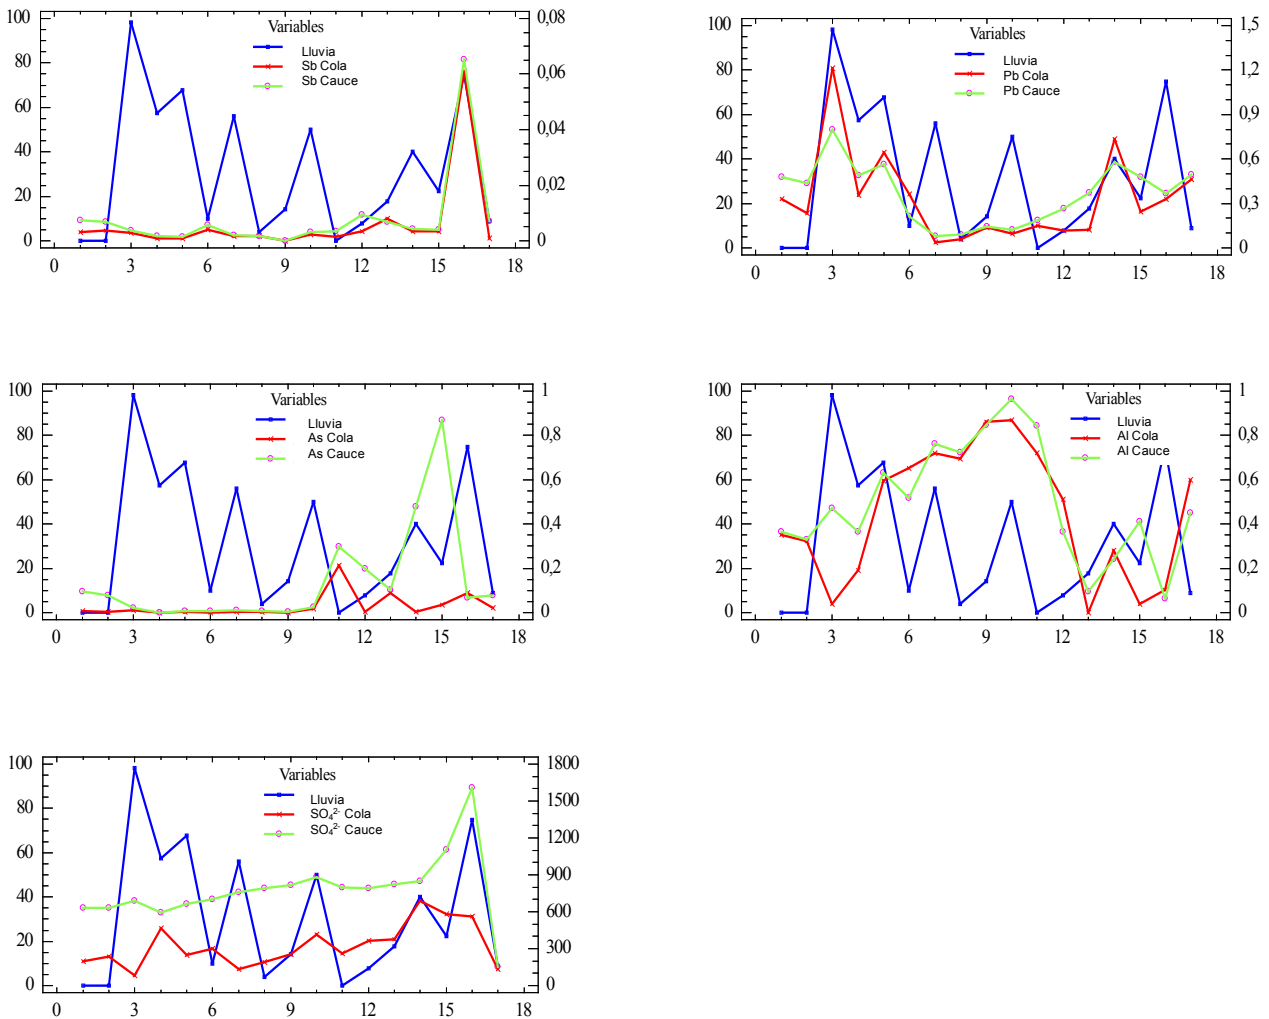 Variables
Lluvia
Sb Cola
Sb Cauce
100
80
60
40
20
0
0,08
0,06
0,04
0,02
0
0 3 6 9 12 15 18
Variables
Lluvia
Pb Cola
Pb Cauce
100
80
60
40
20
0
1,5
1,2
0,9
0,6
0,3
0
0 3 6 9 12 15 18
Variables
Lluvia
As Cola
As Cauce
100
80
60
40
20
0
1
0,8
0,6
0,4
0,2
0
0 3 6 9 12 15 18
Variables
Lluvia
Al Cola
Al Cauce
100
80
60
40
20
0
1
0,8
0,6
0,4
0,2
0
0 3 6 9 12 15 18
Variables
Lluvia
SO₄²⁻ Cola
SO₄²⁻ Cauce
100
80
60
40
20
0
1800
1500
1200
900
600
300
0
0 3 6 9 12 15 18